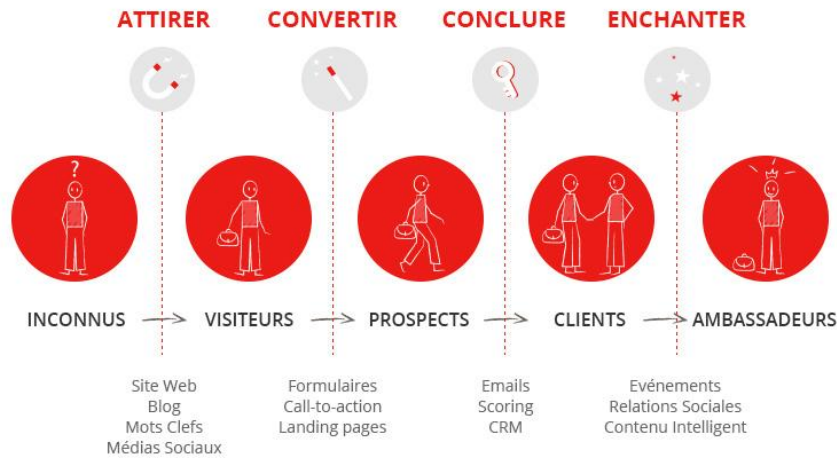 ATTIRER
CONVERTIR
CONCLURE
ENCHANTER
?
INCONNUS
VISITEURS
PROSPECTS
CLIENTS
AMBASSADEURS
Site Web
Blog
Mots Clefs
Médias Sociaux
Formulaires
Call-to-action
Landing pages
Emails
Scoring
CRM
Evénements
Relations Sociales
Contenu Intelligent